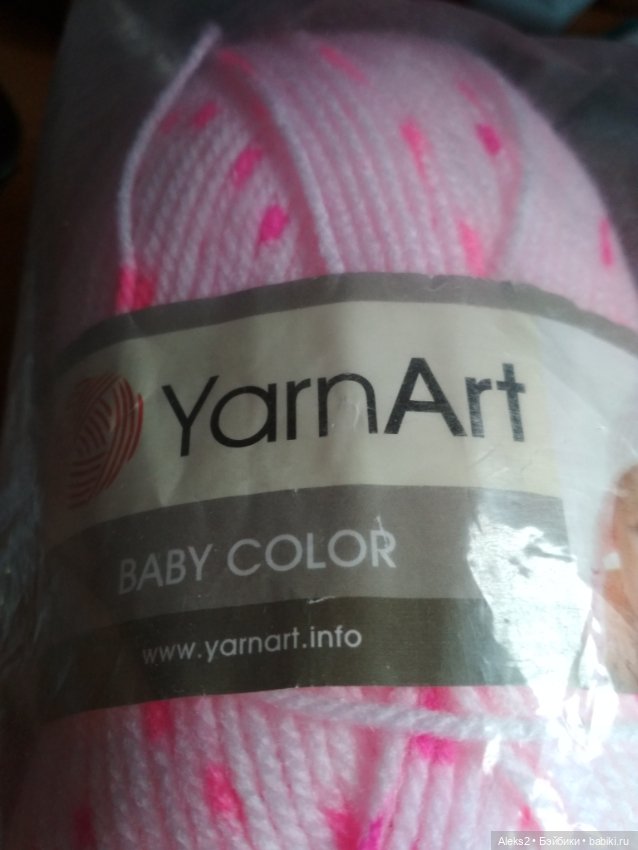 YarnArt
BABY COLOR
www.yarnart.info
Aleks2 • Бэйбики • babiki.ru